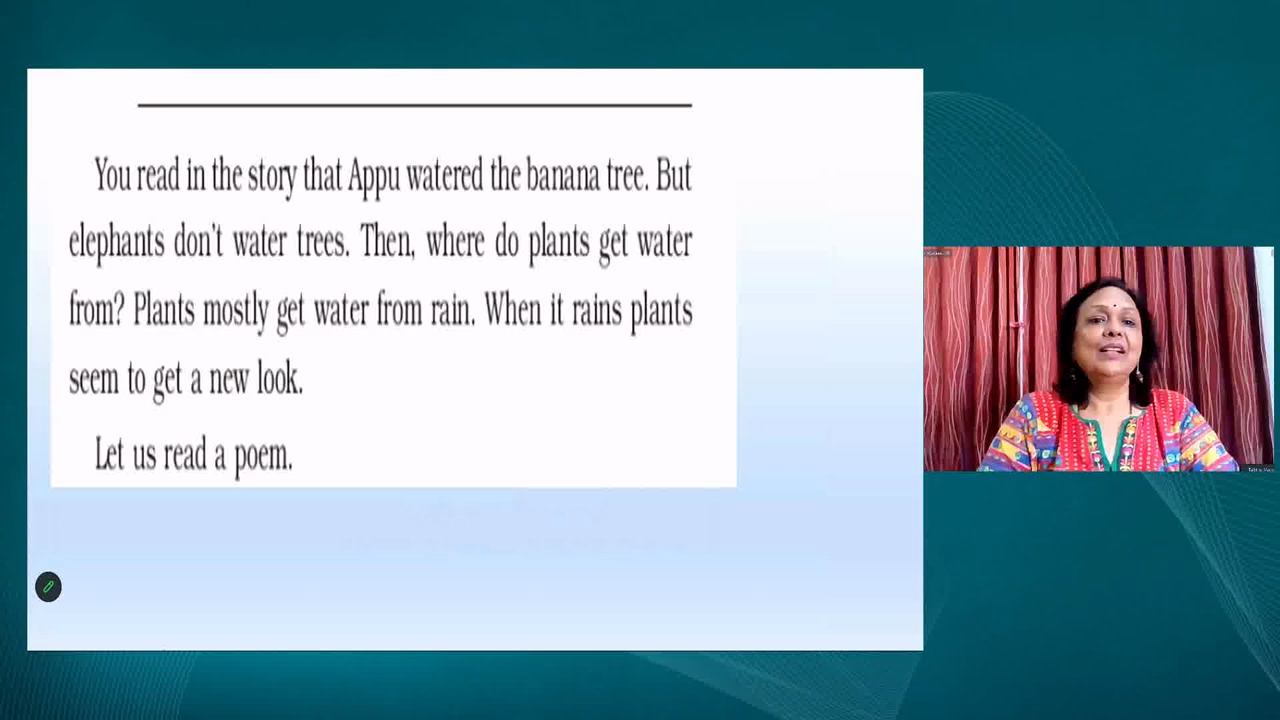 You read in the story that Appu watered the banana tree. But
elephants don't water trees. Then, where do plants get water
from? Plants mostly get water from rain. When it rains plants
seem to get a new look.
Let us read a poem.